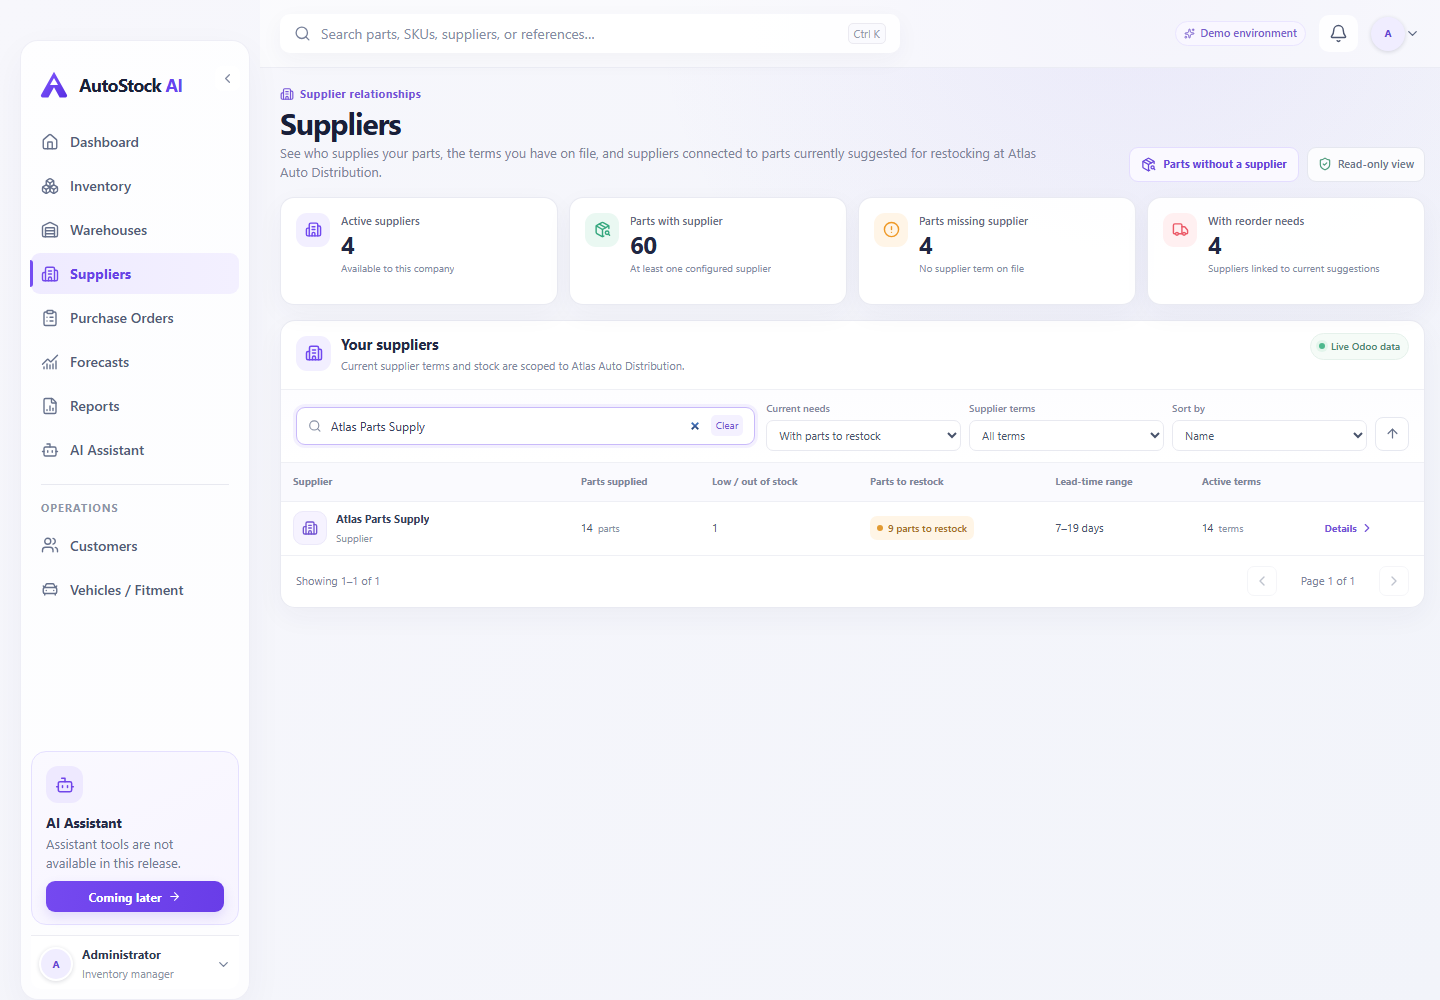 AutoStock AI
Dashboard
Inventory
Warehouses
Suppliers
Purchase Orders
Forecasts
Reports
AI Assistant
OPERATIONS
Customers
Vehicles / Fitment
AI Assistant
Assistant tools are not
available in this release.
Coming later
A
Administrator
Inventory manager
Search parts, SKUs, suppliers, or references...
Ctrl K
Demo environment
A
Supplier relationships
Suppliers
See who supplies your parts, the terms you have on file, and suppliers connected to parts currently suggested for restocking at Atlas
Auto Distribution.
Parts without a supplier
Read-only view
Active suppliers
4
Available to this company
Parts with supplier
60
At least one configured supplier
Parts missing supplier
4
No supplier term on file
With reorder needs
4
Suppliers linked to current suggestions
Your suppliers
Current supplier terms and stock are scoped to Atlas Auto Distribution.
Live Odoo data
Atlas Parts Supply
Clear
Current needs
With parts to restock
Supplier terms
All terms
Sort by
Name
Supplier Parts supplied Low / out of stock Parts to restock Lead-time range Active terms
Atlas Parts Supply
Supplier
14 parts 1 9 parts to restock 7–19 days 14 terms Details
Showing 1–1 of 1
Page 1 of 1